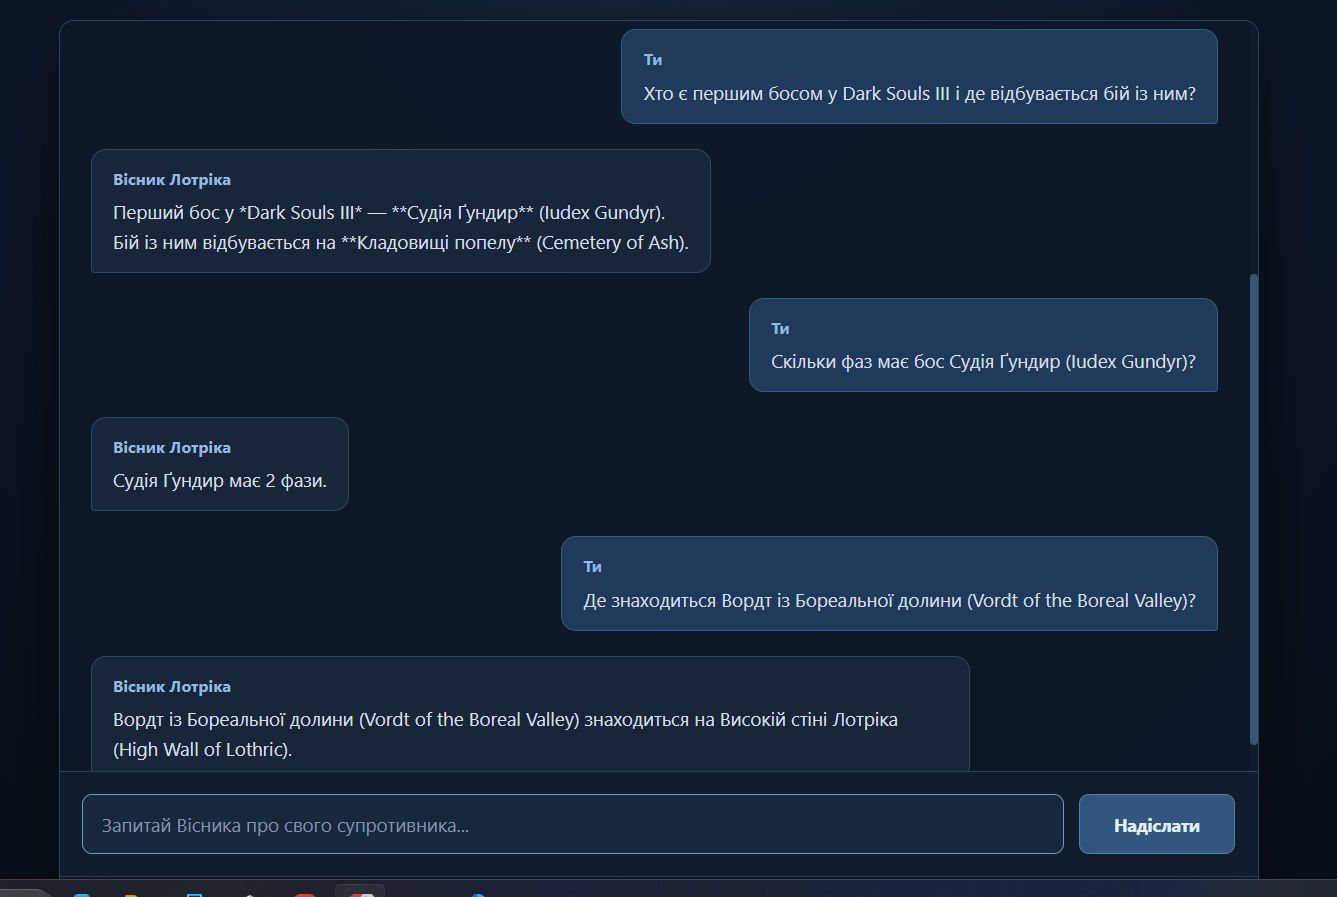 Ти
Хто є першим босом у Dark Souls III і де відбувається бій із ним?
Вісник Лотріка
Перший бос у *Dark Souls III* — **Судія Ґундир** (Iudex Gundyr).
Бій із ним відбувається на **Кладовищі попелу** (Cemetery of Ash).
Ти
Скільки фаз має бос Судія Ґундир (Iudex Gundyr)?
Вісник Лотріка
Судія Ґундир має 2 фази.
Ти
Де знаходиться Вордт із Бореальної долини (Vordt of the Boreal Valley)?
Вісник Лотріка
Вордт із Бореальної долини (Vordt of the Boreal Valley) знаходиться на Високій стіні Лотріка
(High Wall of Lothric).
Запитай Вісника про свого супротивника...
Надіслати